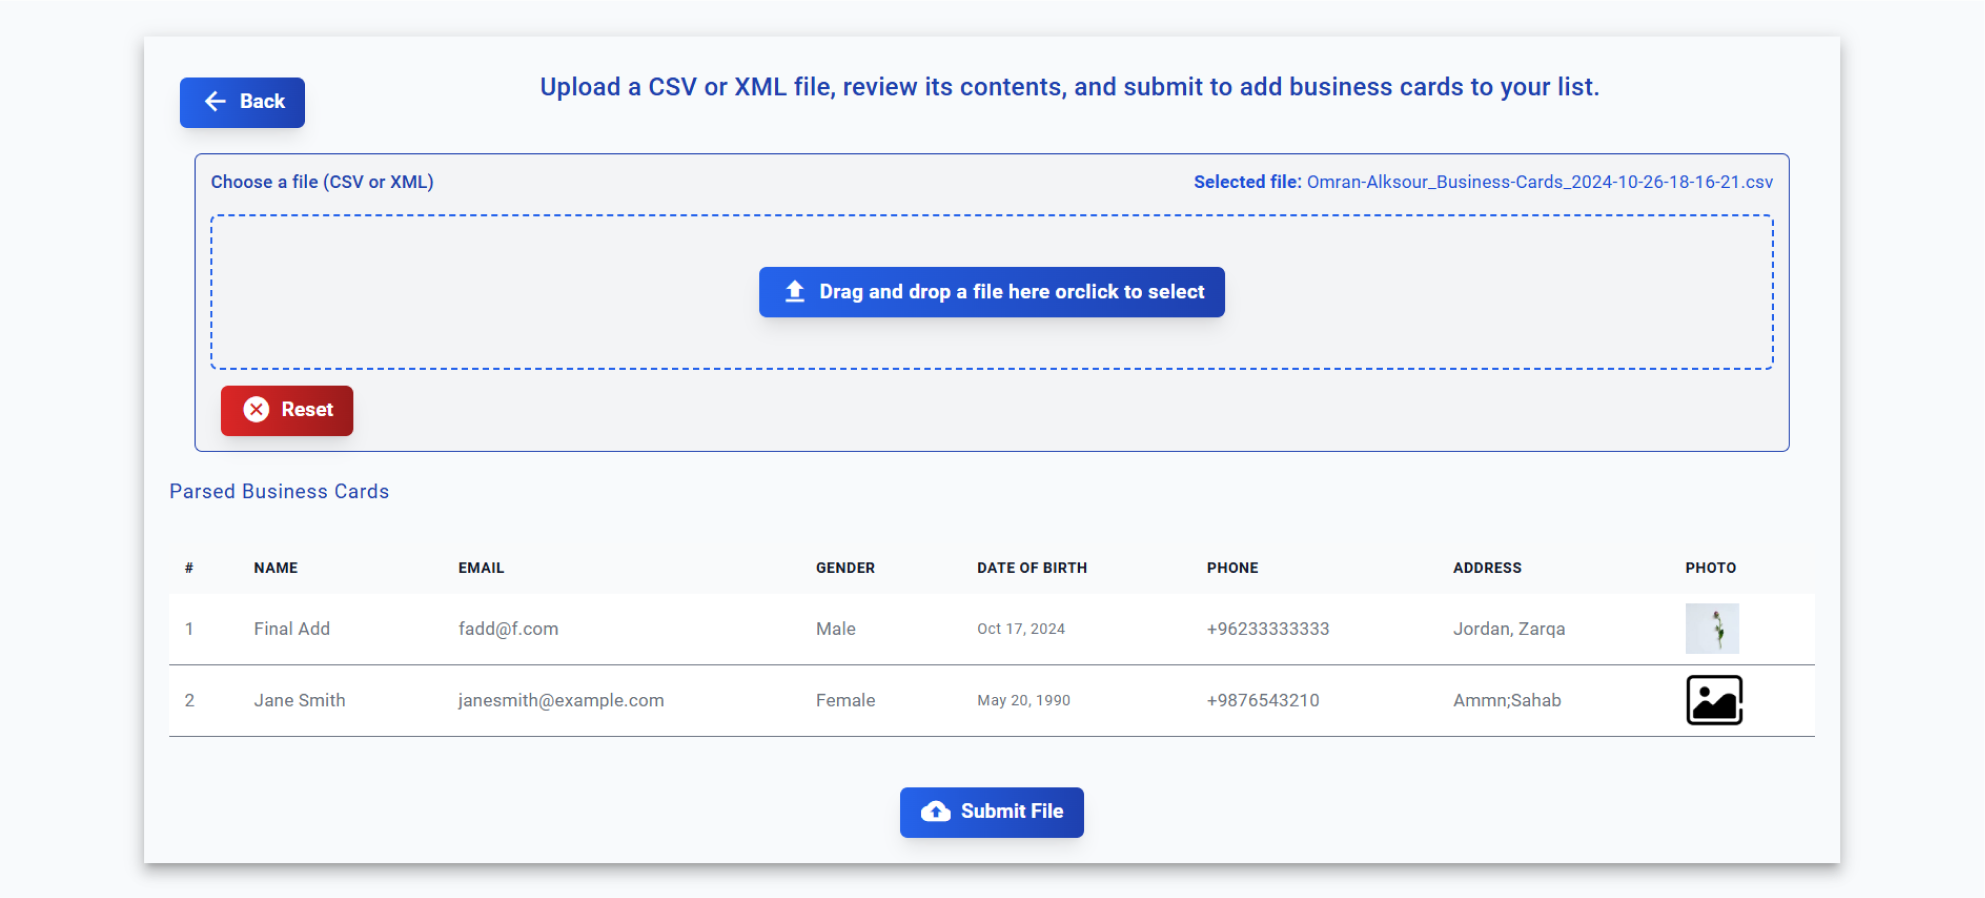 Back
Upload a CSV or XML file, review its contents, and submit to add business cards to your list.
Choose a file (CSV or XML)
Selected file: Omran-Alksour_Business-Cards_2024-10-26-18-16-21.csv
Drag and drop a file here orclick to select
Reset
Parsed Business Cards
# NAME EMAIL GENDER DATE OF BIRTH PHONE ADDRESS PHOTO
1 Final Add fadd@f.com Male Oct 17, 2024 +96233333333 Jordan, Zarqa
2 Jane Smith janesmith@example.com Female May 20, 1990 +9876543210 Ammn;Sahab
Submit File